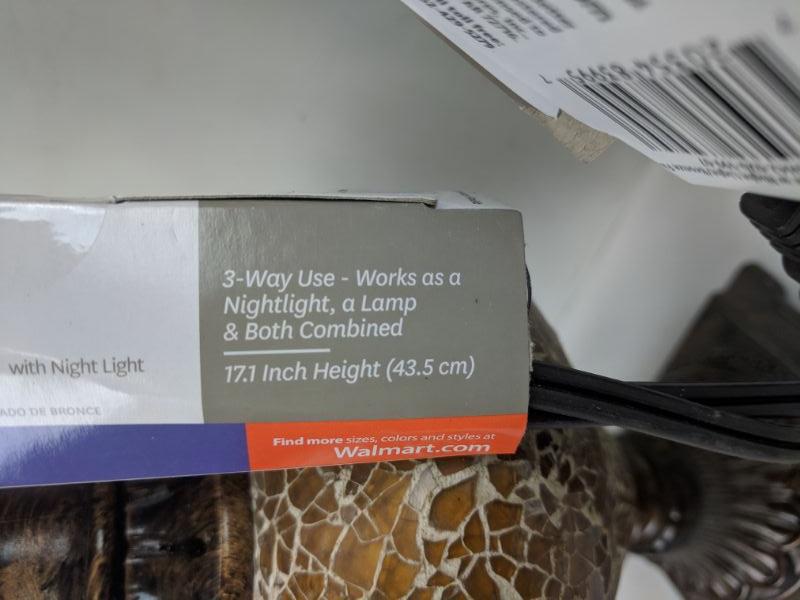 3-Way Use - Works as a
Nightlight, a Lamp
& Both Combined
17.1 Inch Height (43.5 cm)
with Night Light
ADO DE BRONCE
Find more sizes, colors and styles at
Walmart.com